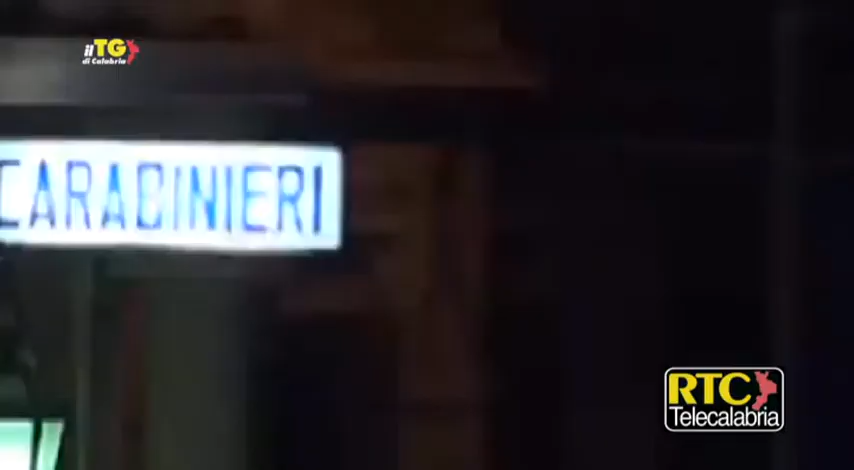 il TG
di Calabria
CARABINIERI
RTC
Telecalabria